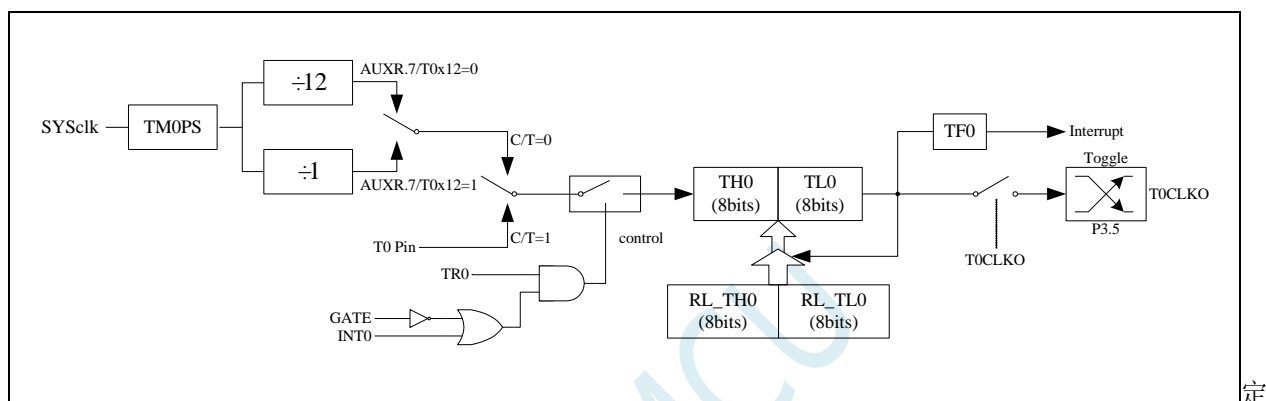 ÷12
AUXR.7/T0x12=0
SYSclk
TM0PS
C/T=0
TF0
Interrupt
Toggle
÷1
AUXR.7/T0x12=1
TH0
(8bits)
TL0
(8bits)
T0CLKO
T0 Pin
C/T=1
control
P3.5
T0CLKO
TR0
RL_TH0
(8bits)
RL_TL0
(8bits)
GATE
INT0
MCU
定